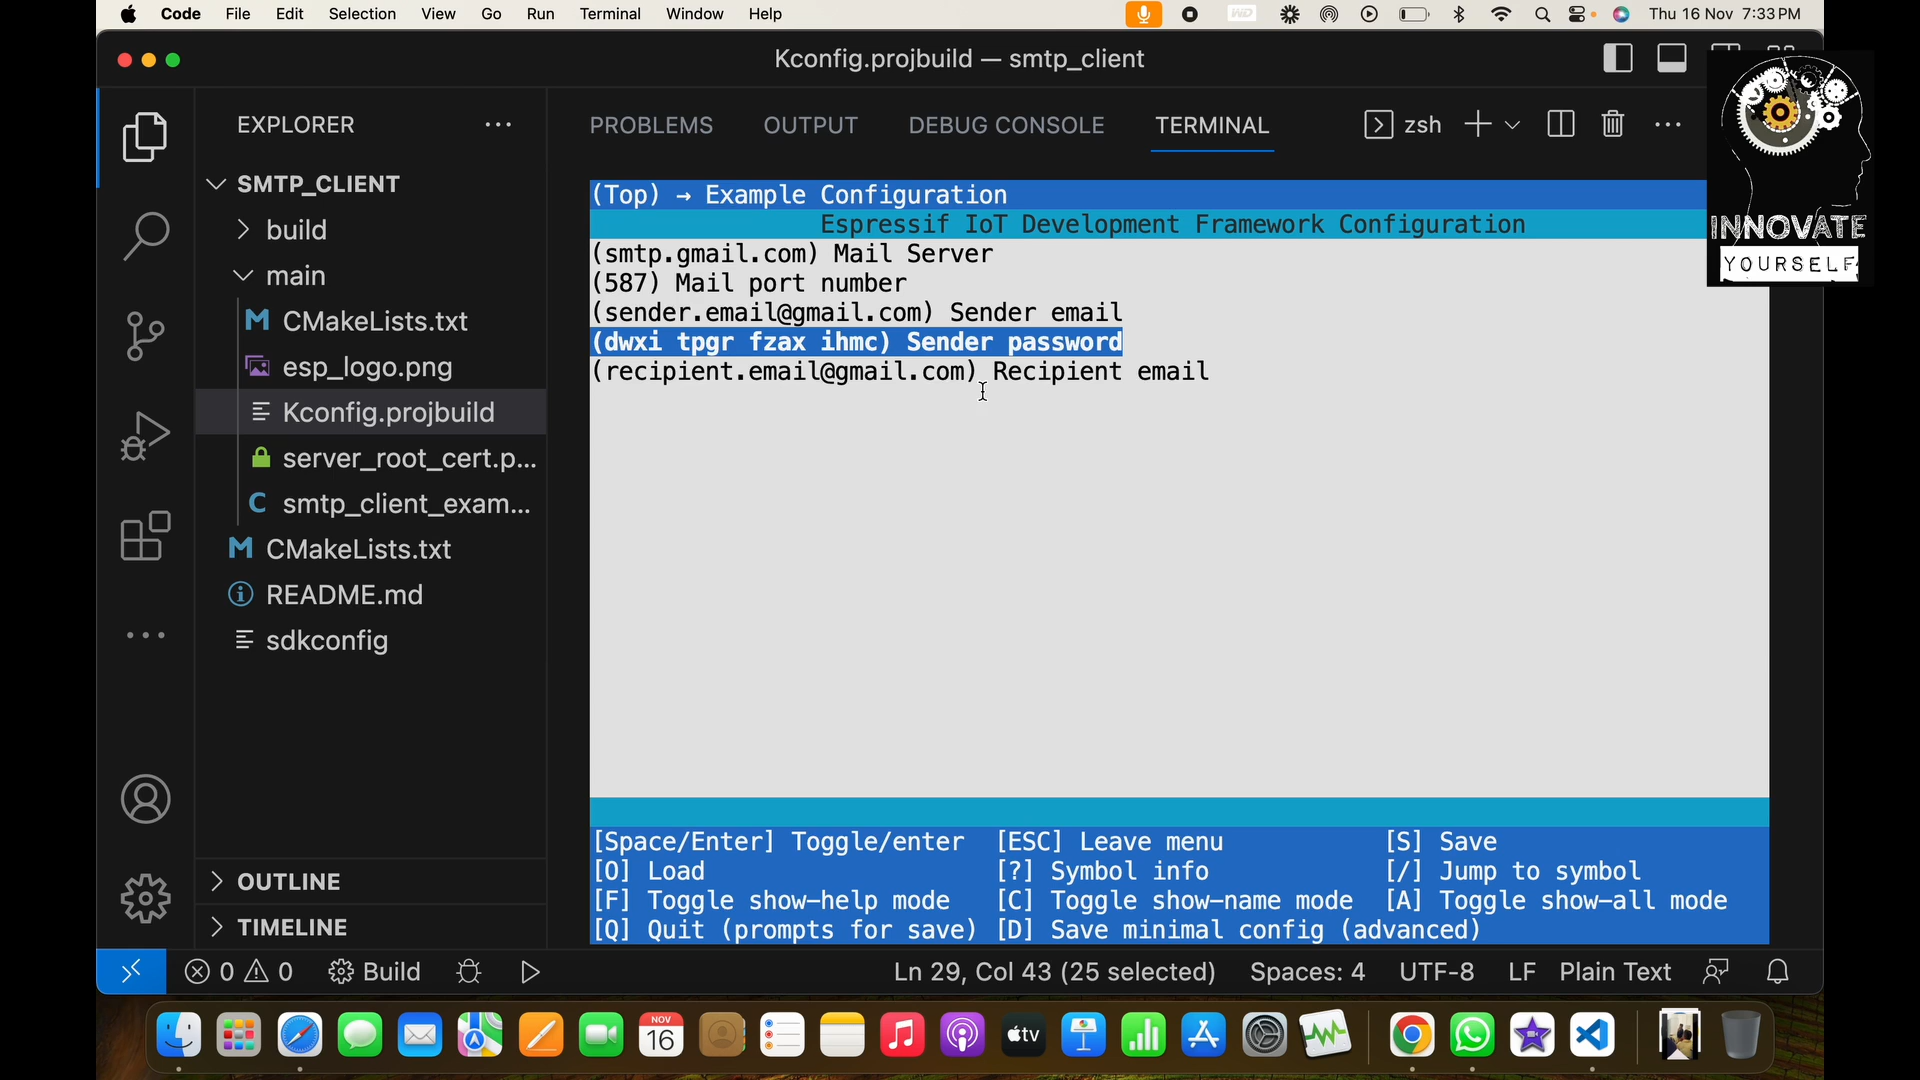 Code File Edit Selection View Go Run Terminal Window Help Thu 16 Nov 7:33 PM
Kconfig.projbuild — smtp_client
INNOVATE
YOURSELF
EXPLORER
SMTP_CLIENT
build
main
CMakeLists.txt
esp_logo.png
Kconfig.projbuild
server_root_cert.p...
smtp_client_exam...
CMakeLists.txt
README.md
sdkconfig
OUTLINE
TIMELINE
PROBLEMS OUTPUT DEBUG CONSOLE TERMINAL zsh
(Top) → Example Configuration
Espressif IoT Development Framework Configuration
(smtp.gmail.com) Mail Server
(587) Mail port number
(sender.email@gmail.com) Sender email
(dwxi tpgr fzax ihmc) Sender password
(recipient.email@gmail.com) Recipient email
[Space/Enter] Toggle/enter [ESC] Leave menu [S] Save
[O] Load [?] Symbol info [/] Jump to symbol
[F] Toggle show-help mode [C] Toggle show-name mode [A] Toggle show-all mode
[Q] Quit (prompts for save) [D] Save minimal config (advanced)
0 0 Build Ln 29, Col 43 (25 selected) Spaces: 4 UTF-8 LF Plain Text
NOV
16
tv